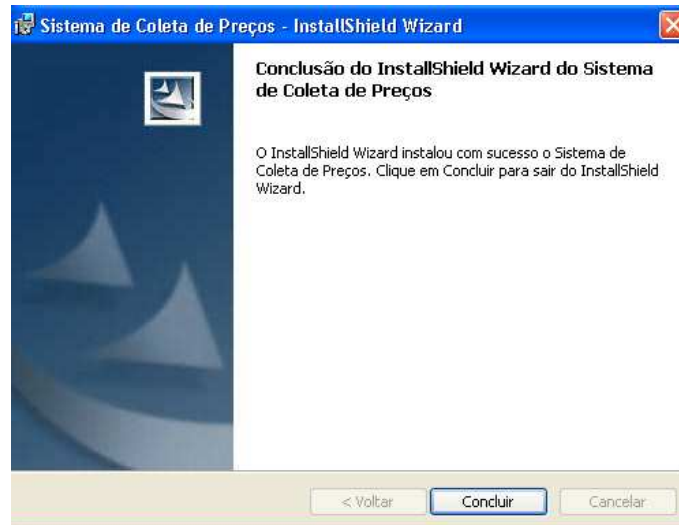 Sistema de Coleta de Preços - InstallShield Wizard
Conclusão do InstallShield Wizard do Sistema
de Coleta de Preços
O InstallShield Wizard instalou com sucesso o Sistema de
Coleta de Preços. Clique em Concluir para sair do InstallShield
Wizard.
< Voltar Concluir Cancelar